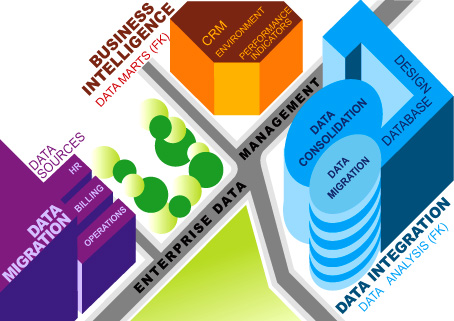 BUSINESS
INTELLIGENCE
DATA MARTS (FK)
CRM
ENVIRONMENT
PERFORMANCE
INDICATORS
DESIGN
DATABASE
DATA
CONSOLIDATION
DATA
MIGRATION
DATA INTEGRATION
DATA ANALYSIS (FK)
ENTERPRISE DATA MANAGEMENT
DATA
SOURCES
HR
BILLING
OPERATIONS
DATA
MIGRATION